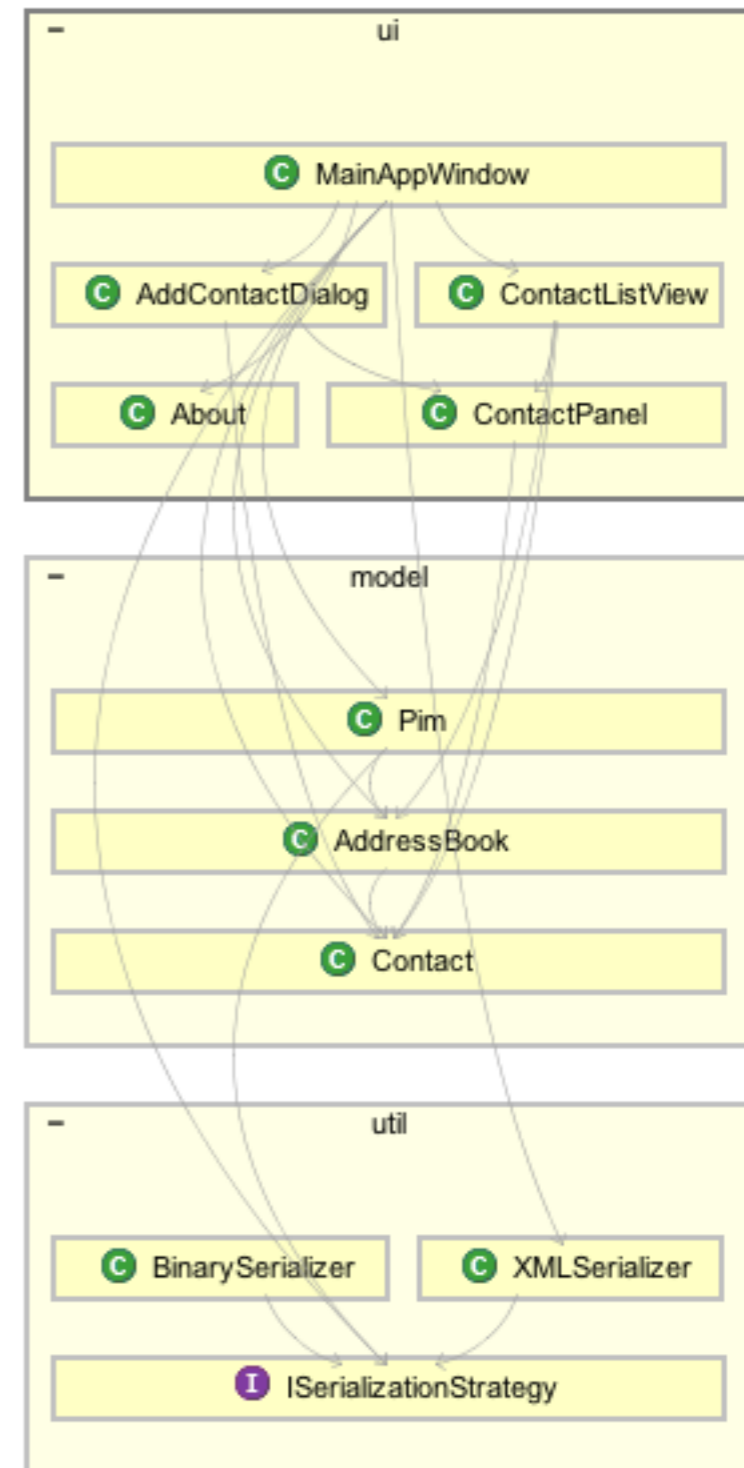 ui
C MainAppWindow
C AddContactDialog
C ContactListView
C About
C ContactPanel
model
C Pim
C AddressBook
C Contact
util
C BinarySerializer
C XMLSerializer
I ISerializationStrategy